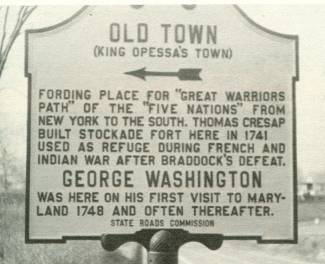 OLD TOWN
(KING OPESSA'S TOWN)
FORDING PLACE FOR "GREAT WARRIORS
PATH" OF THE "FIVE NATIONS" FROM
NEW YORK TO THE SOUTH. THOMAS CRESAP
BUILT STOCKADE FORT HERE IN 1741
USED AS REFUGE DURING FRENCH AND
INDIAN WAR AFTER BRADDOCK'S DEFEAT.
GEORGE WASHINGTON
WAS HERE ON HIS FIRST VISIT TO MARY-
LAND 1748 AND OFTEN THEREAFTER.
STATE ROADS COMMISSION